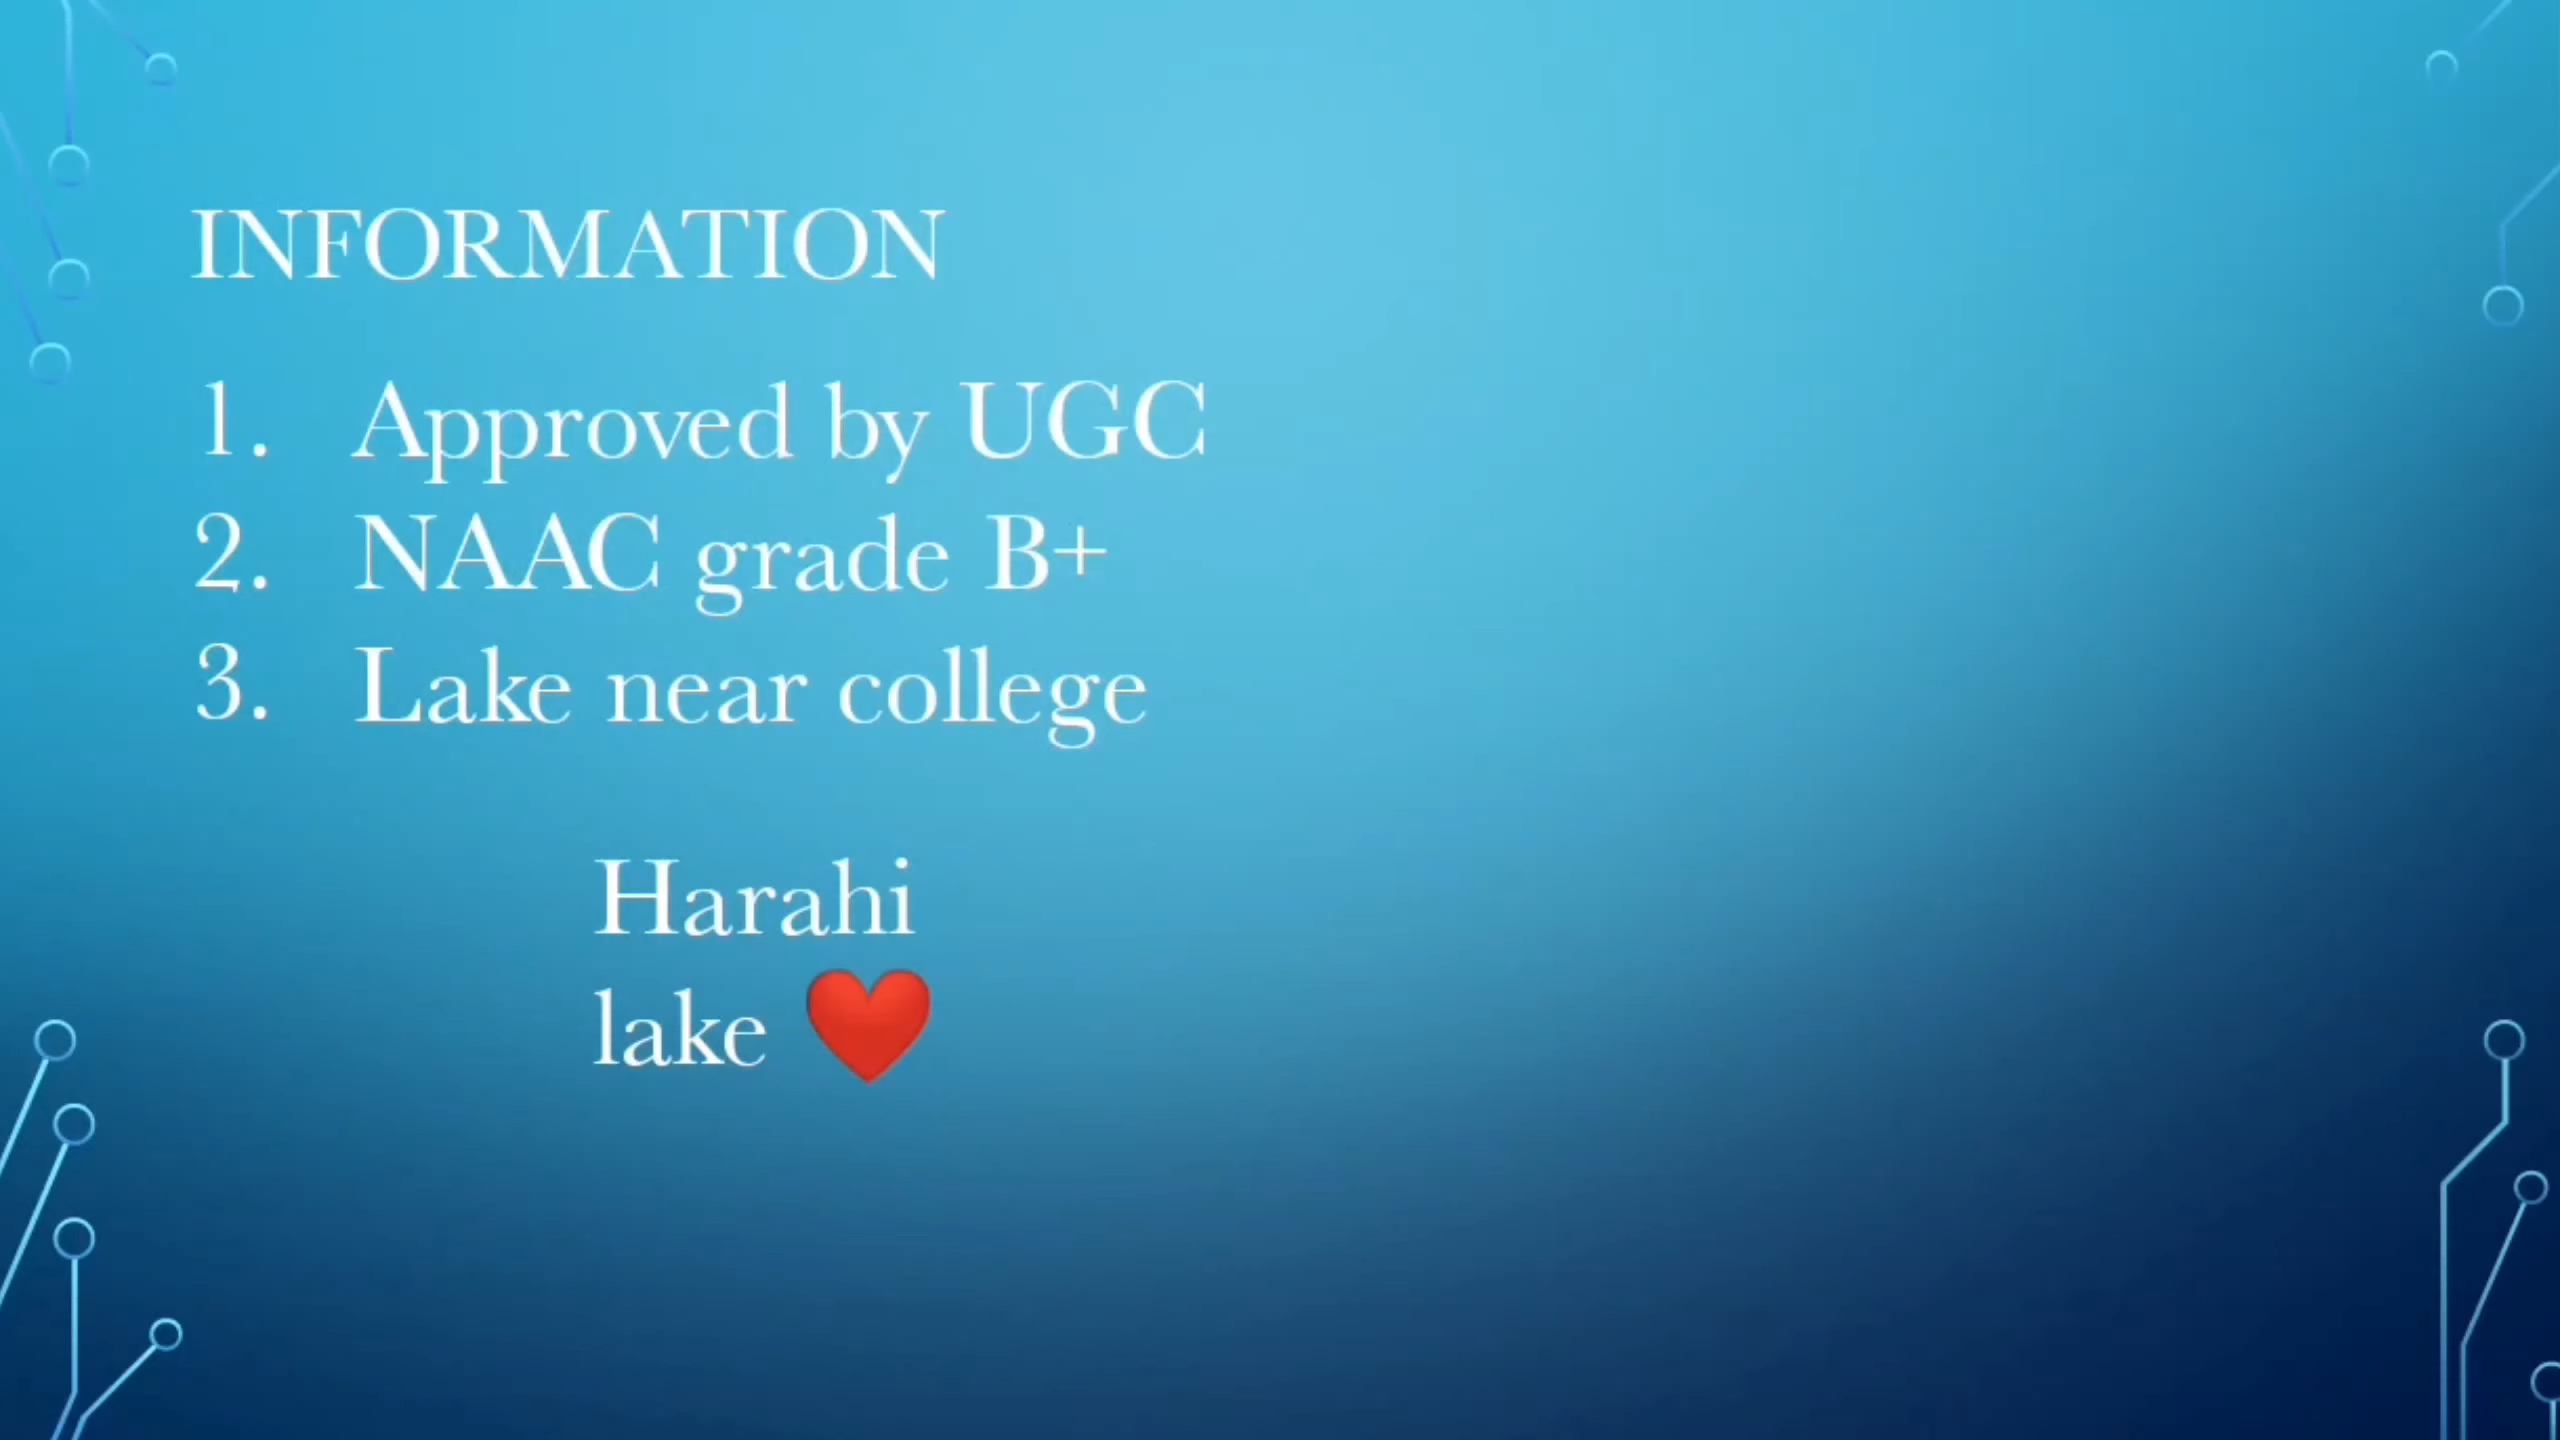 INFORMATION
1. Approved by UGC
2. NAAC grade B+
3. Lake near college
Harahi
lake ❤️